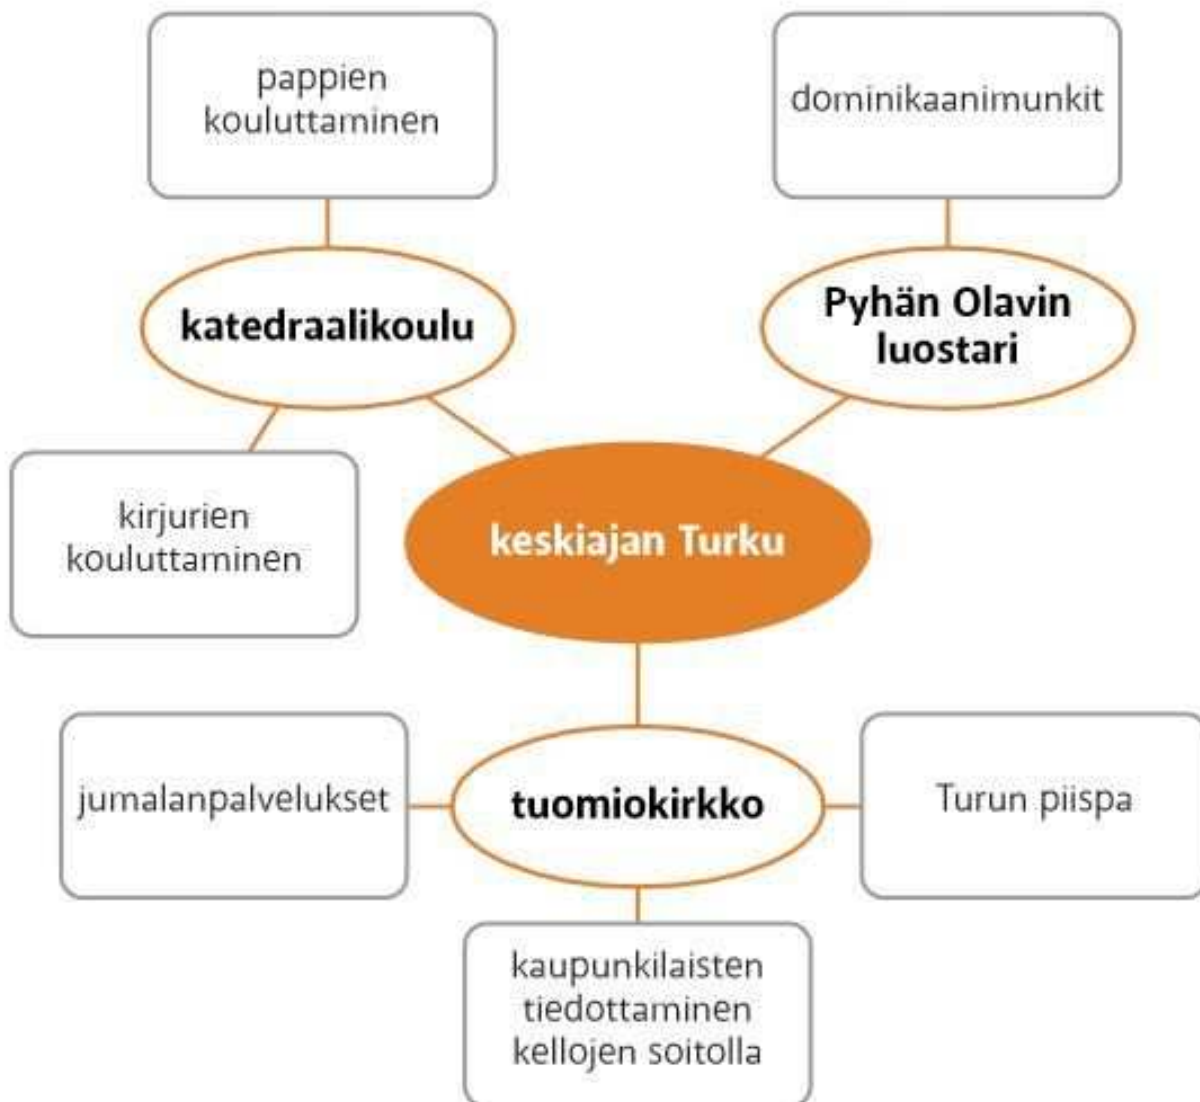 pappien
kouluttaminen
dominikaanimunkit
katedraalikoulu
Pyhän Olavin
luostari
kirjurien
kouluttaminen
keskiajan Turku
jumalanpalvelukset
tuomiokirkko
Turun piispa
kaupunkilaisten
tiedottaminen
kellojen soitolla